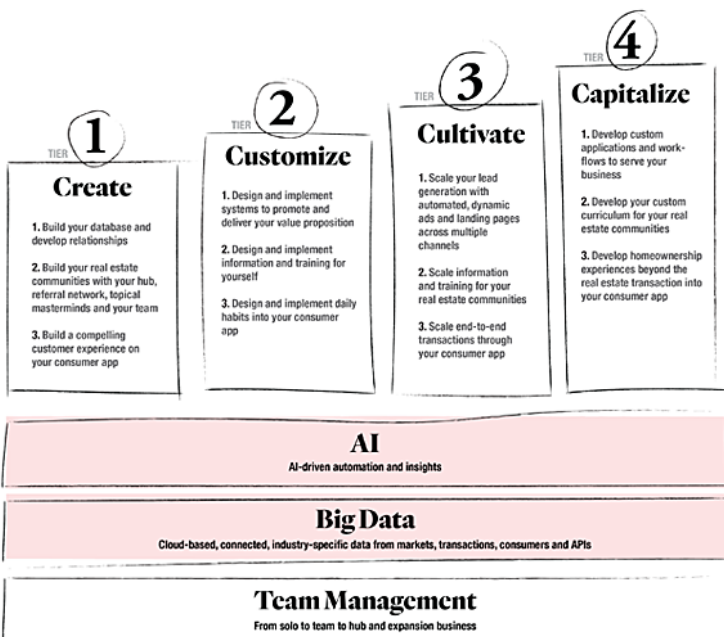 TIER 1
Create
1. Build your database and
develop relationships
2. Build your real estate
communities with your hub,
referral network, topical
masterminds and your team
3. Build a compelling
customer experience on
your consumer app
TIER 2
Customize
1. Design and implement
systems to promote and
deliver your value proposition
2. Design and implement
information and training for
yourself
3. Design and implement daily
habits into your consumer
app
TIER 3
Cultivate
1. Scale your lead
generation with
automated, dynamic
ads and landing pages
across multiple
channels
2. Scale information
and training for your
real estate communities
3. Scale end-to-end
transactions through
your consumer app
TIER 4
Capitalize
1. Develop custom
applications and work-
flows to serve your
business
2. Develop your custom
curriculum for your real
estate communities
3. Develop homeownership
experiences beyond the
real estate transaction into
your consumer app
AI
AI-driven automation and insights
Big Data
Cloud-based, connected, industry-specific data from markets, transactions, consumers and APIs
Team Management
From solo to team to hub and expansion business